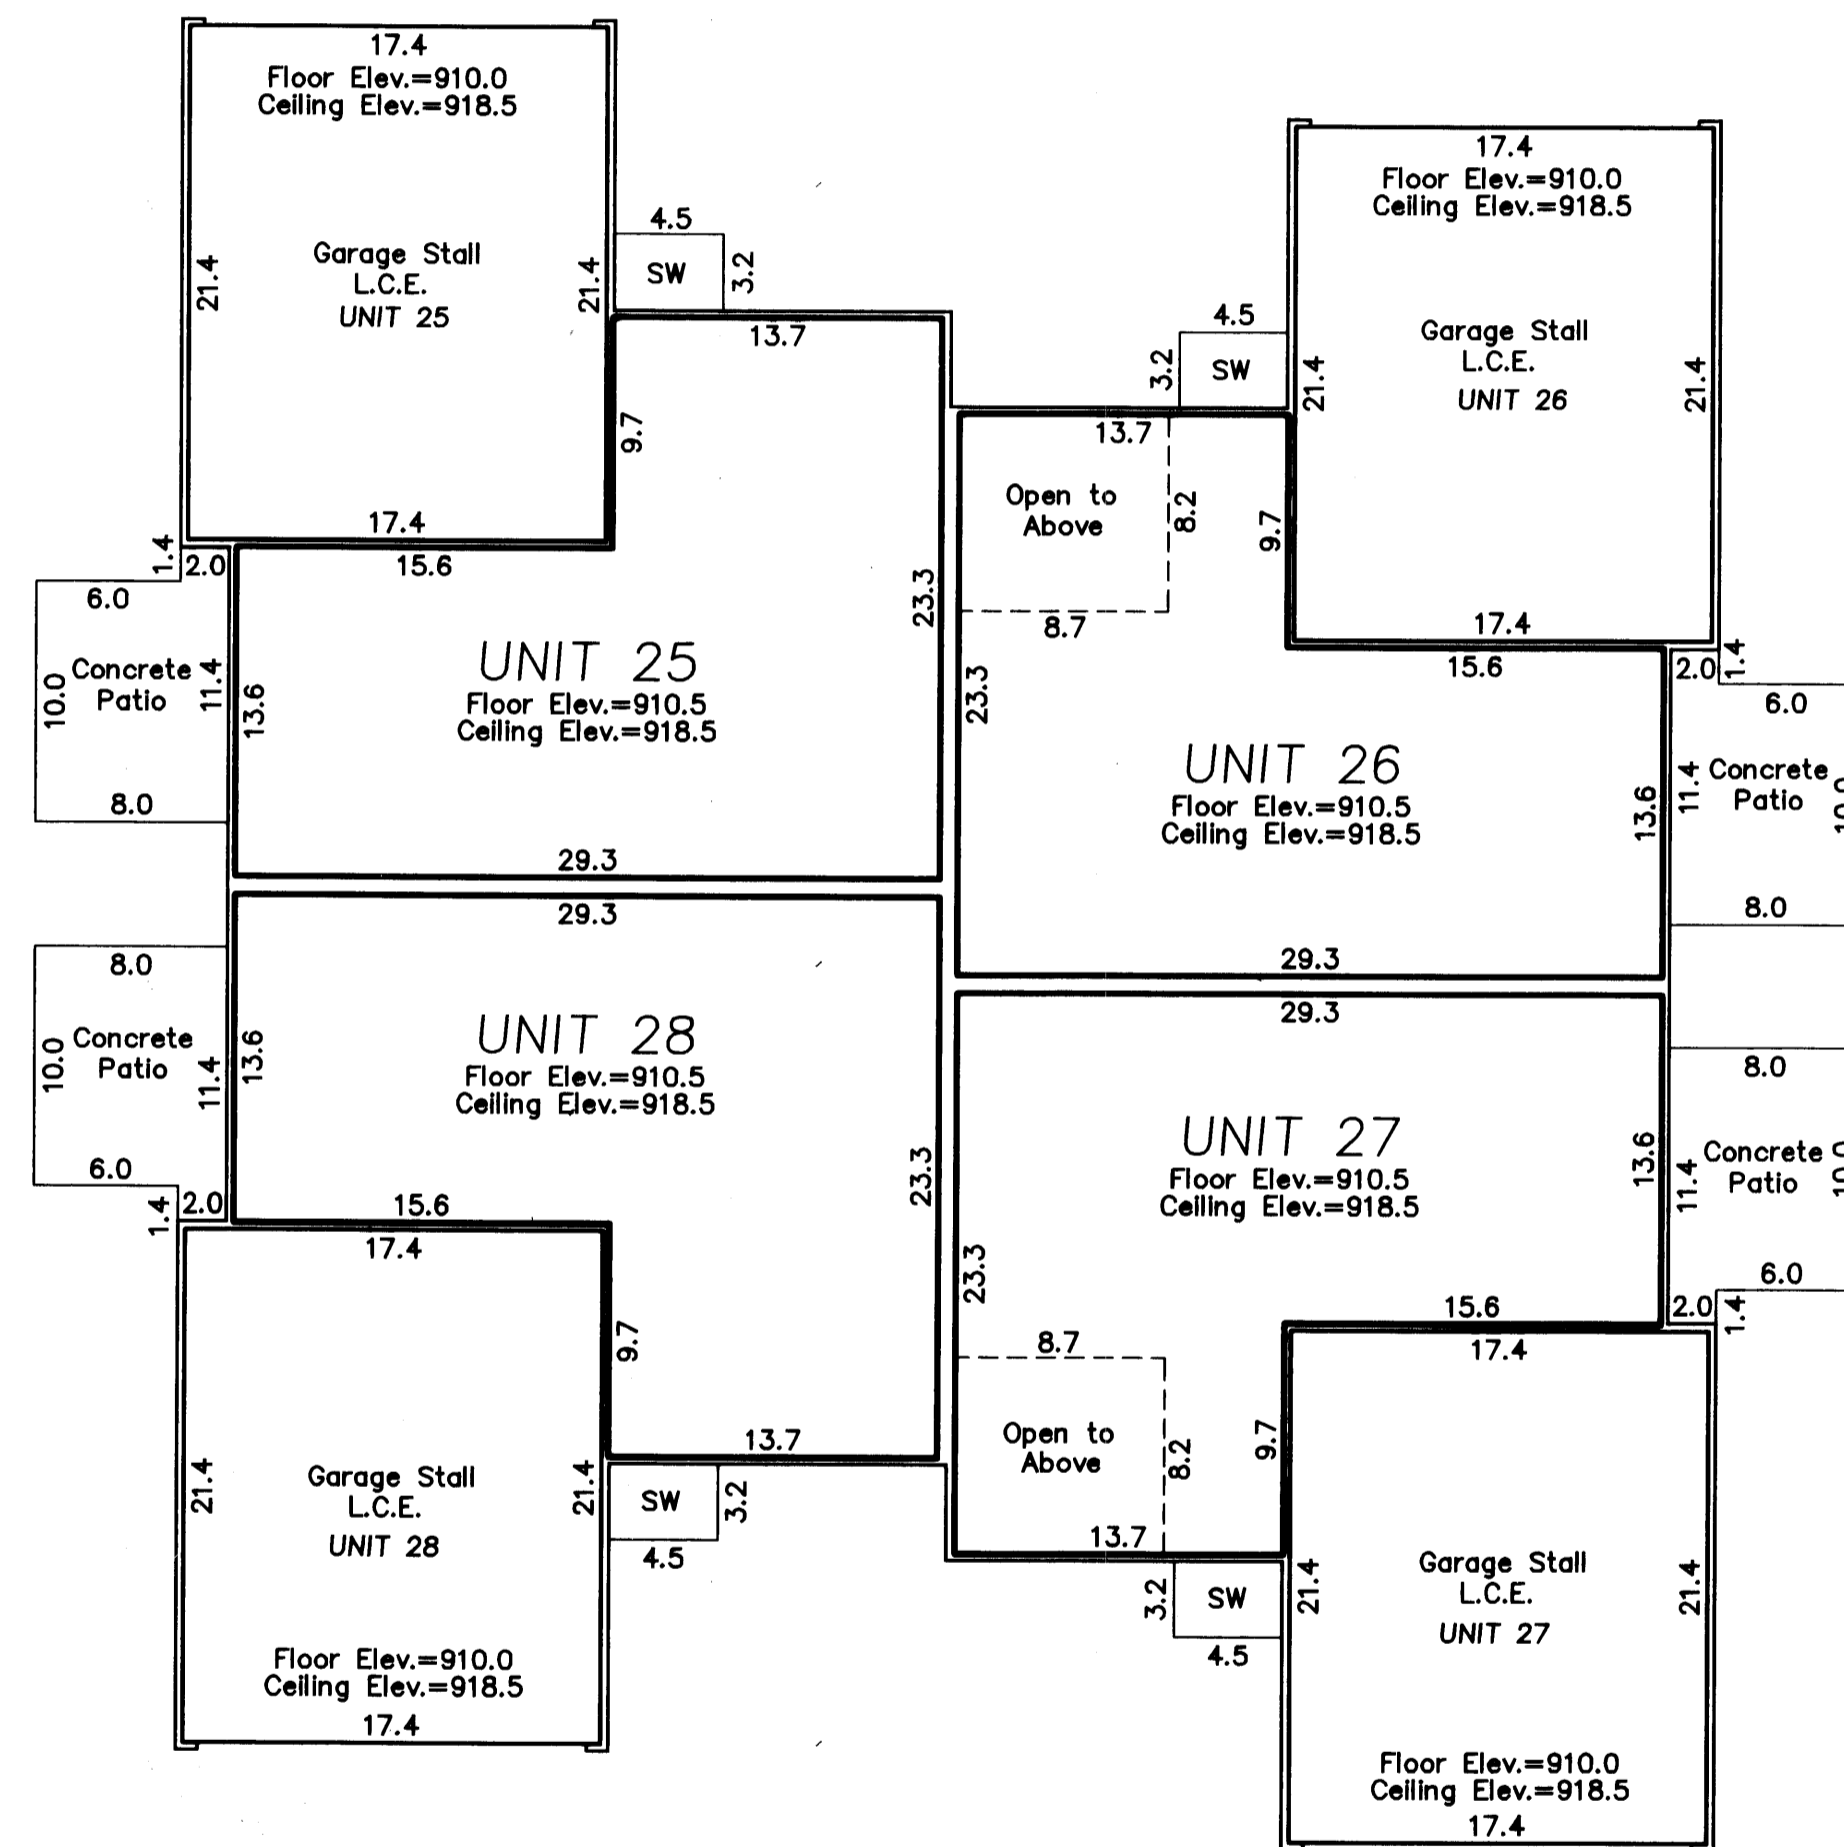 17.4
Floor Elev.=910.0
Ceiling Elev.=918.5
21.4
Garage Stall
L.C.E.
UNIT 25
21.4
17.4
4.5
SW
3.2
13.7
9.7
1.4
2.0
15.6
6.0
Concrete
Patio
10.0
11.4
8.0
13.6
23.3
UNIT 25
Floor Elev.=910.5
Ceiling Elev.=918.5
29.3
17.4
Floor Elev.=910.0
Ceiling Elev.=918.5
21.4
Garage Stall
L.C.E.
UNIT 26
21.4
17.4
4.5
3.2
SW
13.7
Open to
Above
8.2
8.7
9.7
15.6
2.0
1.4
6.0
23.3
UNIT 26
Floor Elev.=910.5
Ceiling Elev.=918.5
13.6
11.4
Concrete
Patio
8.0
29.3
29.3
8.0
Concrete
Patio
10.0
11.4
6.0
1.4
2.0
13.6
UNIT 28
Floor Elev.=910.5
Ceiling Elev.=918.5
23.3
15.6
17.4
9.7
13.7
21.4
Garage Stall
L.C.E.
UNIT 28
21.4
SW
3.2
4.5
Floor Elev.=910.0
Ceiling Elev.=918.5
17.4
29.3
8.0
UNIT 27
Floor Elev.=910.5
Ceiling Elev.=918.5
13.6
11.4
Concrete
Patio
6.0
2.0
1.4
23.3
15.6
17.4
8.7
Open to
Above
8.2
9.7
13.7
3.2
SW
4.5
21.4
Garage Stall
L.C.E.
UNIT 27
21.4
Floor Elev.=910.0
Ceiling Elev.=918.5
17.4